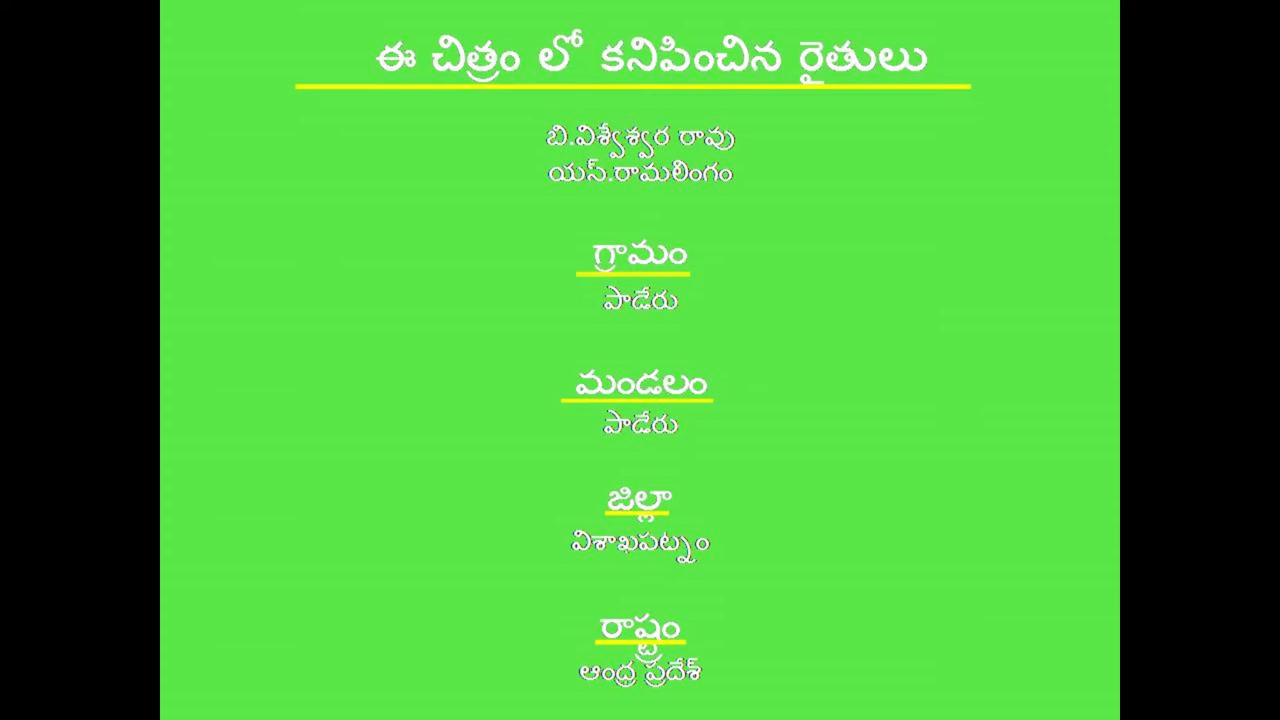 ఈ చిత్రం లో కనిపించిన రైతులు
బి.విశ్వేశ్వర రావు
యస్.రామలింగం
గ్రామం
పాడేరు
మండలం
పాడేరు
జిల్లా
విశాఖపట్నం
రాష్ట్రం
ఆంధ్ర ప్రదేశ్